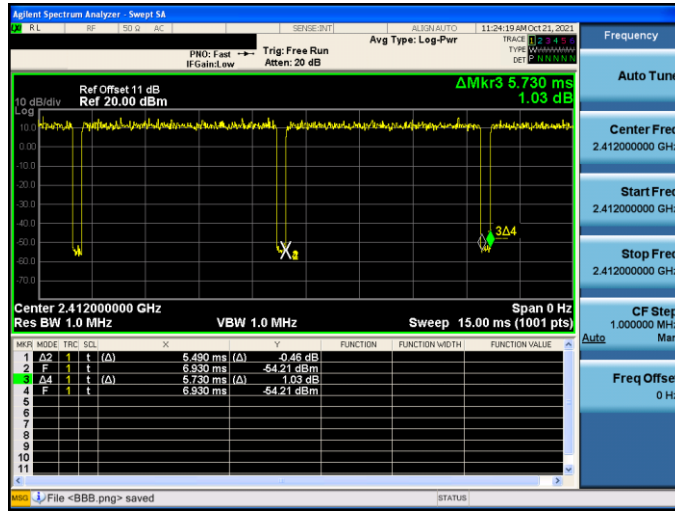 Agilent Spectrum Analyzer - Swept SA
RL RF 50 Ω AC SENSE:INT ALIGN AUTO 11:24:19 AM Oct 21, 2021
PNO: Fast Trig: Free Run Avg Type: Log-Pwr TRACE 1 2 3 4 5 6
IFGain:Low Atten: 20 dB TYPE
DET P N N N N N
ΔMkr3 5.730 ms
1.03 dB
Ref Offset 11 dB
10 dB/div Ref 20.00 dBm
Log
10.0
0.00
-10.0
-20.0
-30.0
-40.0
-50.0
-60.0
-70.0
X
3Δ4
Center 2.412000000 GHz Span 0 Hz
Res BW 1.0 MHz VBW 1.0 MHz Sweep 15.00 ms (1001 pts)
MKR MODE TRC SCL X Y FUNCTION FUNCTION WIDTH FUNCTION VALUE
1 Δ2 1 t (Δ) 5.490 ms (Δ) -0.46 dB
2 F 1 t 6.930 ms -54.21 dBm
3 Δ4 1 t (Δ) 5.730 ms (Δ) 1.03 dB
4 F 1 t 6.930 ms -54.21 dBm
5
6
7
8
9
10
11
MSG File <BBB.png> saved STATUS
Frequency
Auto Tune
Center Freq
2.412000000 GHz
Start Freq
2.412000000 GHz
Stop Freq
2.412000000 GHz
CF Step
1.000000 MHz
Auto Man
Freq Offset
0 Hz